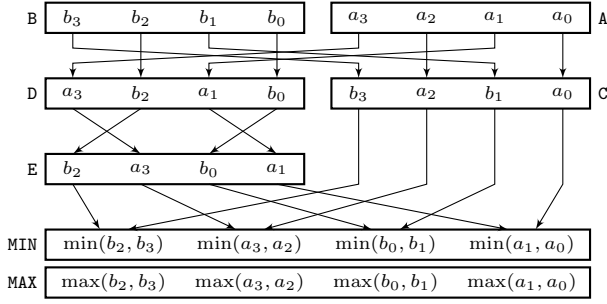 B b₃ b₂ b₁ b₀ a₃ a₂ a₁ a₀ A
D a₃ b₂ a₁ b₀ b₃ a₂ b₁ a₀ C
E b₂ a₃ b₀ a₁
MIN min(b₂, b₃) min(a₃, a₂) min(b₀, b₁) min(a₁, a₀)
MAX max(b₂, b₃) max(a₃, a₂) max(b₀, b₁) max(a₁, a₀)